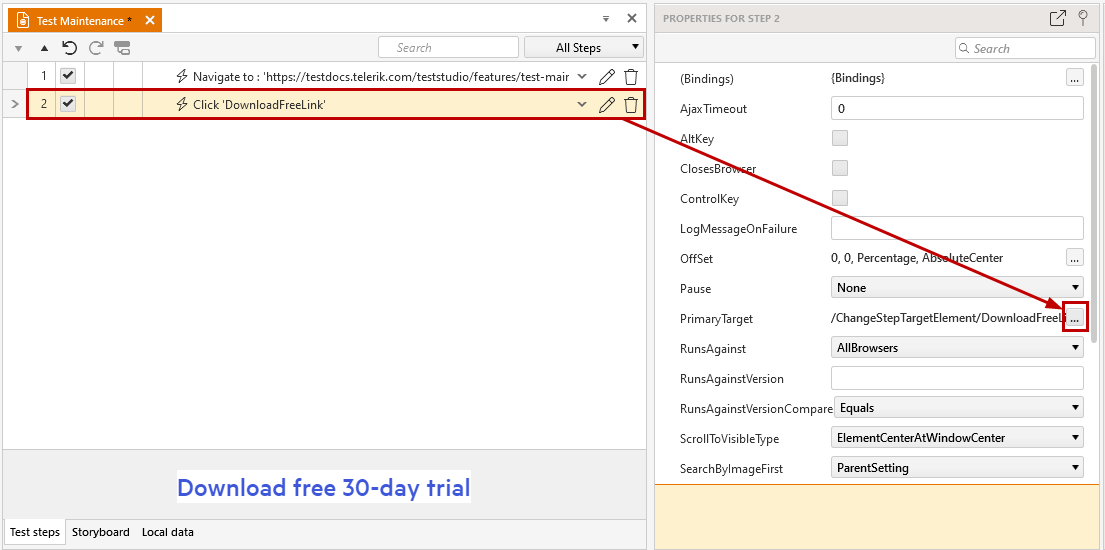 Test Maintenance *
Search
All Steps
1 Navigate to : 'https://testdocs.telerik.com/teststudio/features/test-mair
2 Click 'DownloadFreeLink'
Download free 30-day trial
Test steps Storyboard Local data
PROPERTIES FOR STEP 2
Search
(Bindings) {Bindings} ...
AjaxTimeout 0
AltKey
ClosesBrowser
ControlKey
LogMessageOnFailure
OffSet 0, 0, Percentage, AbsoluteCenter ...
Pause None
PrimaryTarget /ChangeStepTargetElement/DownloadFreeLi ...
RunsAgainst AllBrowsers
RunsAgainstVersion
RunsAgainstVersionCompare Equals
ScrollToVisibleType ElementCenterAtWindowCenter
SearchByImageFirst ParentSetting